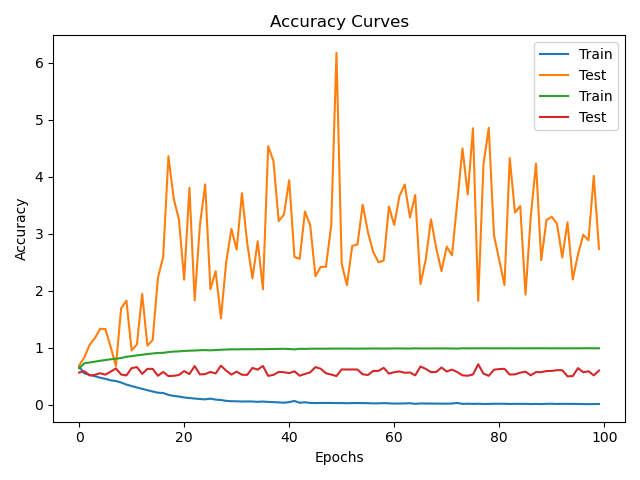 Accuracy Curves
Train
Test
Train
Test
6
5
4
3
2
1
0
Accuracy
0 20 40 60 80 100
Epochs